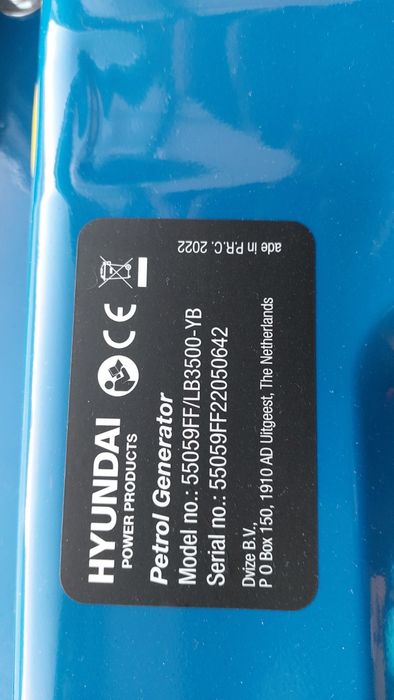 HYUNDAI
POWER PRODUCTS
CE
Petrol Generator
Model no.: 55059FF/LB3500-YB
Serial no.: 55059FF22050642
Dvize B.V.,
P O Box 150, 1910 AD Uitgeest, The Netherlands
ade in P.R.C. 2022